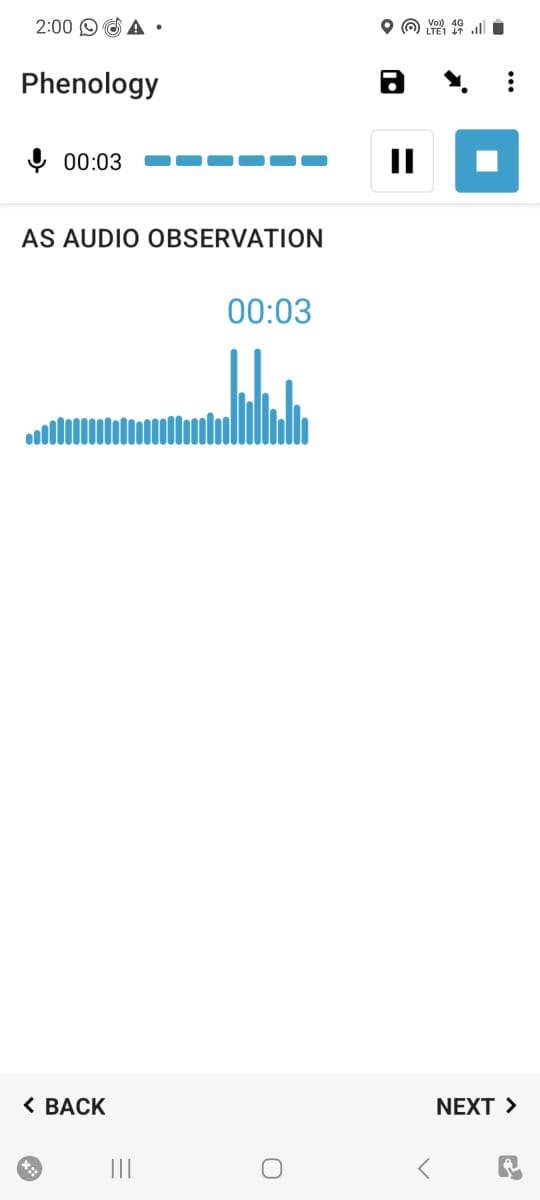 2:00
Vo)) 4G
LTE1
Phenology
00:03
AS AUDIO OBSERVATION
00:03
BACK
NEXT